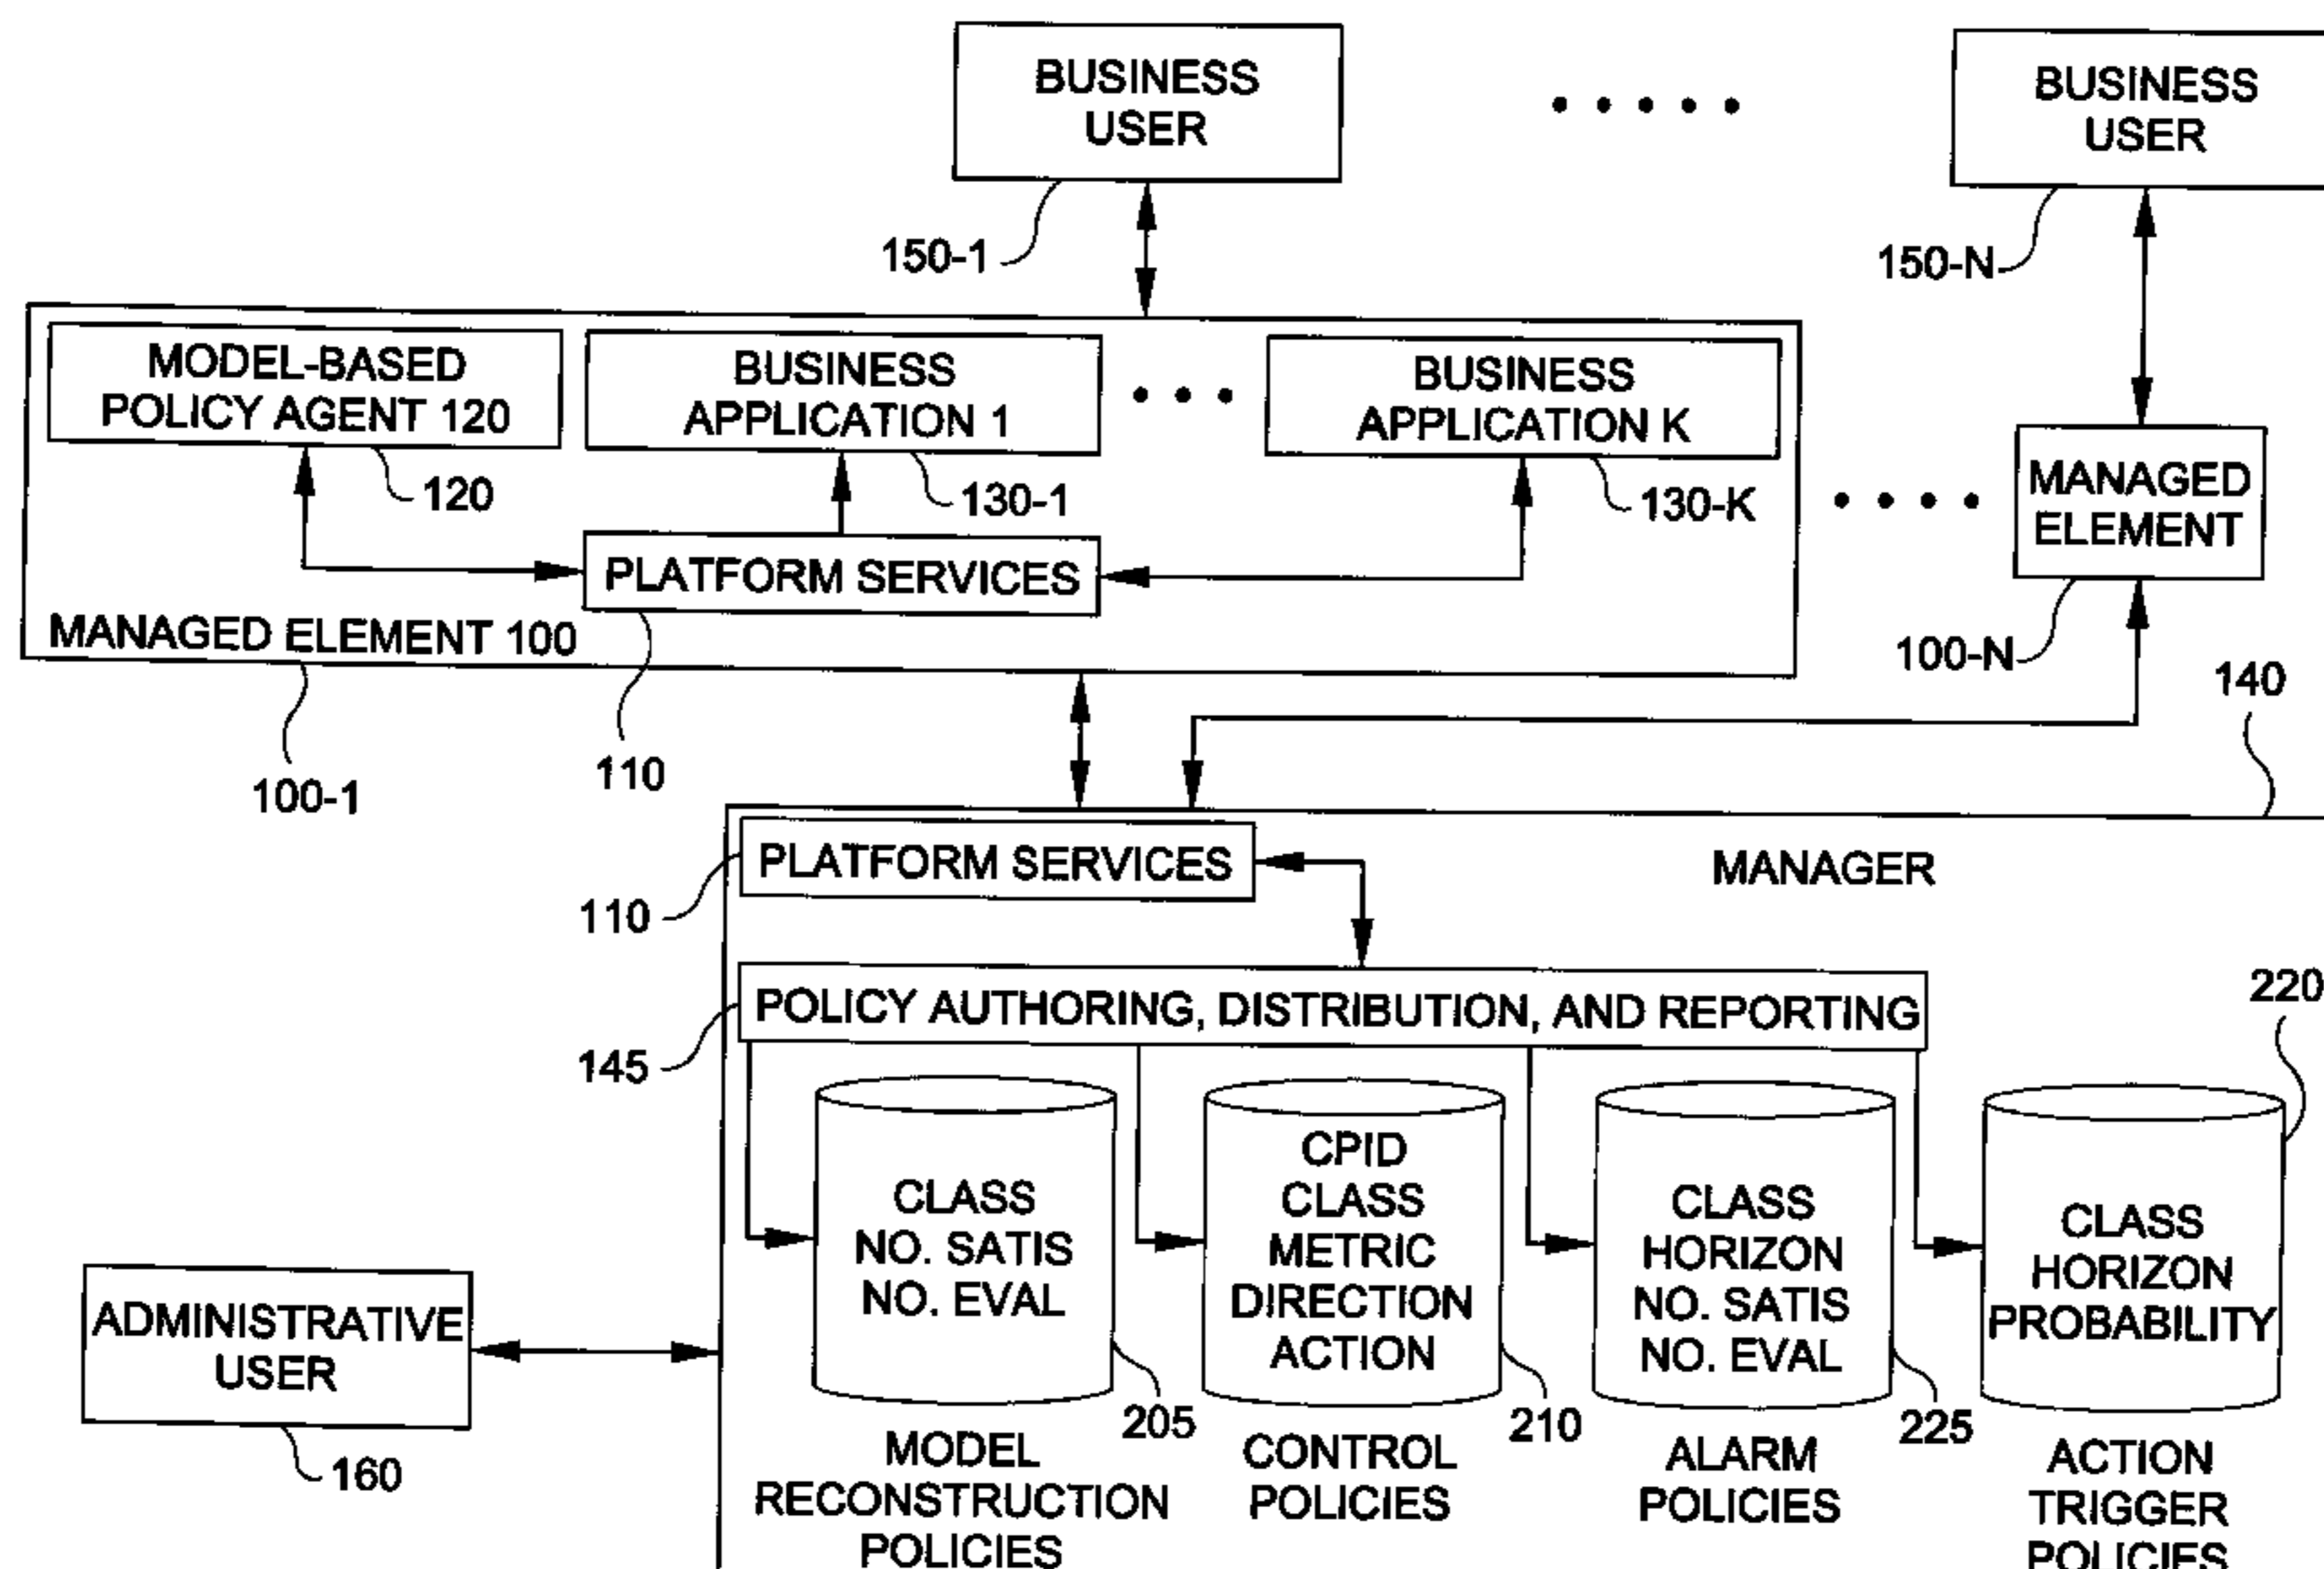 BUSINESS
USER
BUSINESS
USER
150-1
150-N
MODEL-BASED
POLICY AGENT 120
BUSINESS
APPLICATION 1
BUSINESS
APPLICATION K
120
130-1
130-K
MANAGED
ELEMENT
PLATFORM SERVICES
MANAGED ELEMENT 100
100-N
140
110
100-1
PLATFORM SERVICES
MANAGER
110
POLICY AUTHORING, DISTRIBUTION, AND REPORTING
220
145
CLASS
NO. SATIS
NO. EVAL
CPID
CLASS
METRIC
DIRECTION
ACTION
CLASS
HORIZON
NO. SATIS
NO. EVAL
CLASS
HORIZON
PROBABILITY
ADMINISTRATIVE
USER
205
210
225
160
MODEL
RECONSTRUCTION
POLICIES
CONTROL
POLICIES
ALARM
POLICIES
ACTION
TRIGGER
POLICIES